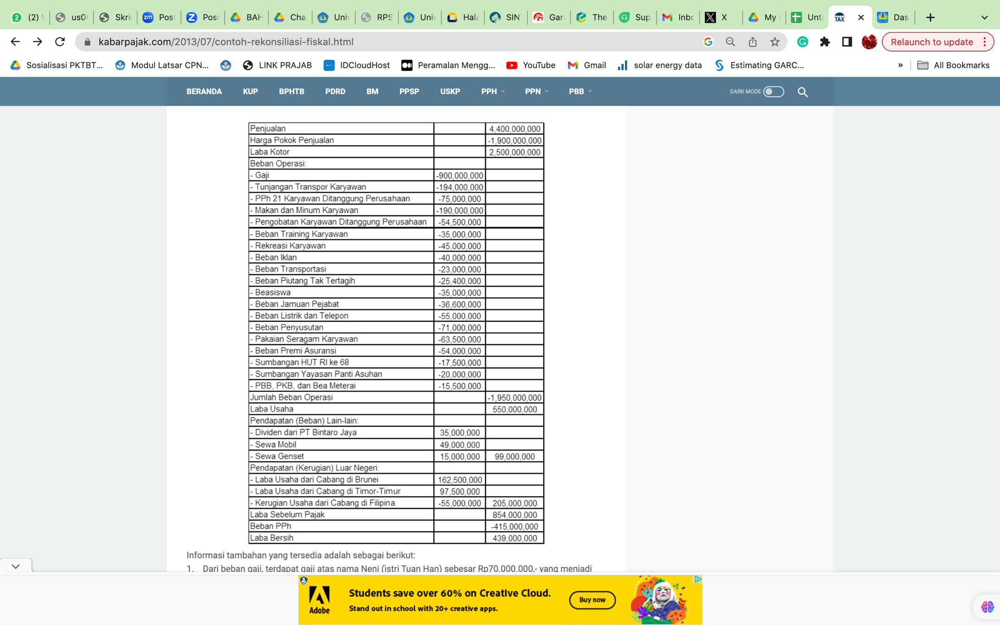 (2) \
us0
Skri
Post
Post
BAH
Cha
Univ
RPS
Univ
Hala
SINT
Garu
The
Sup
Inbo
X
My
Unti
TAX
Das
kabarpajak.com/2013/07/contoh-rekonsiliasi-fiskal.html
Relaunch to update
Sosialisasi PKTBT...
Modul Latsar CPN...
LINK PRAJAB
IDCloudHost
Peramalan Mengg...
YouTube
Gmail
solar energy data
Estimating GARC...
»
All Bookmarks
BERANDA KUP BPHTB PDRD BM PPSP USKP PPH PPN PBB
DARK MODE
Penjualan 4,400,000,000
Harga Pokok Penjualan -1,900,000,000
Laba Kotor 2,500,000,000
Beban Operasi:
- Gaji -900,000,000
- Tunjangan Transpor Karyawan -194,000,000
- PPh 21 Karyawan Ditanggung Perusahaan -75,000,000
- Makan dan Minum Karyawan -190,000,000
- Pengobatan Karyawan Ditanggung Perusahaan -54,500,000
- Beban Training Karyawan -35,000,000
- Rekreasi Karyawan -45,000,000
- Beban Iklan -40,000,000
- Beban Transportasi -23,000,000
- Beban Piutang Tak Tertagih -25,400,000
- Beasiswa -35,000,000
- Beban Jamuan Pejabat -36,600,000
- Beban Listrik dan Telepon -55,000,000
- Beban Penyusutan -71,000,000
- Pakaian Seragam Karyawan -63,500,000
- Beban Premi Asuransi -54,000,000
- Sumbangan HUT RI ke 68 -17,500,000
- Sumbangan Yayasan Panti Asuhan -20,000,000
- PBB, PKB, dan Bea Meterai -15,500,000
Jumlah Beban Operasi -1,950,000,000
Laba Usaha 550,000,000
Pendapatan (Beban) Lain-lain:
- Dividen dari PT Bintaro Jaya 35,000,000
- Sewa Mobil 49,000,000
- Sewa Genset 15,000,000 99,000,000
Pendapatan (Kerugian) Luar Negeri:
- Laba Usaha dari Cabang di Brunei 162,500,000
- Laba Usaha dari Cabang di Timor-Timur 97,500,000
- Kerugian Usaha dari Cabang di Filipina -55,000,000 205,000,000
Laba Sebelum Pajak 854,000,000
Beban PPh -415,000,000
Laba Bersih 439,000,000
Informasi tambahan yang tersedia adalah sebagai berikut:
1. Dari beban gaji, terdapat gaji atas nama Neni (istri Tuan Han) sebesar Rp70.000.000,- yang menjadi
Adobe
Students save over 60% on Creative Cloud.
Stand out in school with 20+ creative apps.
Buy now